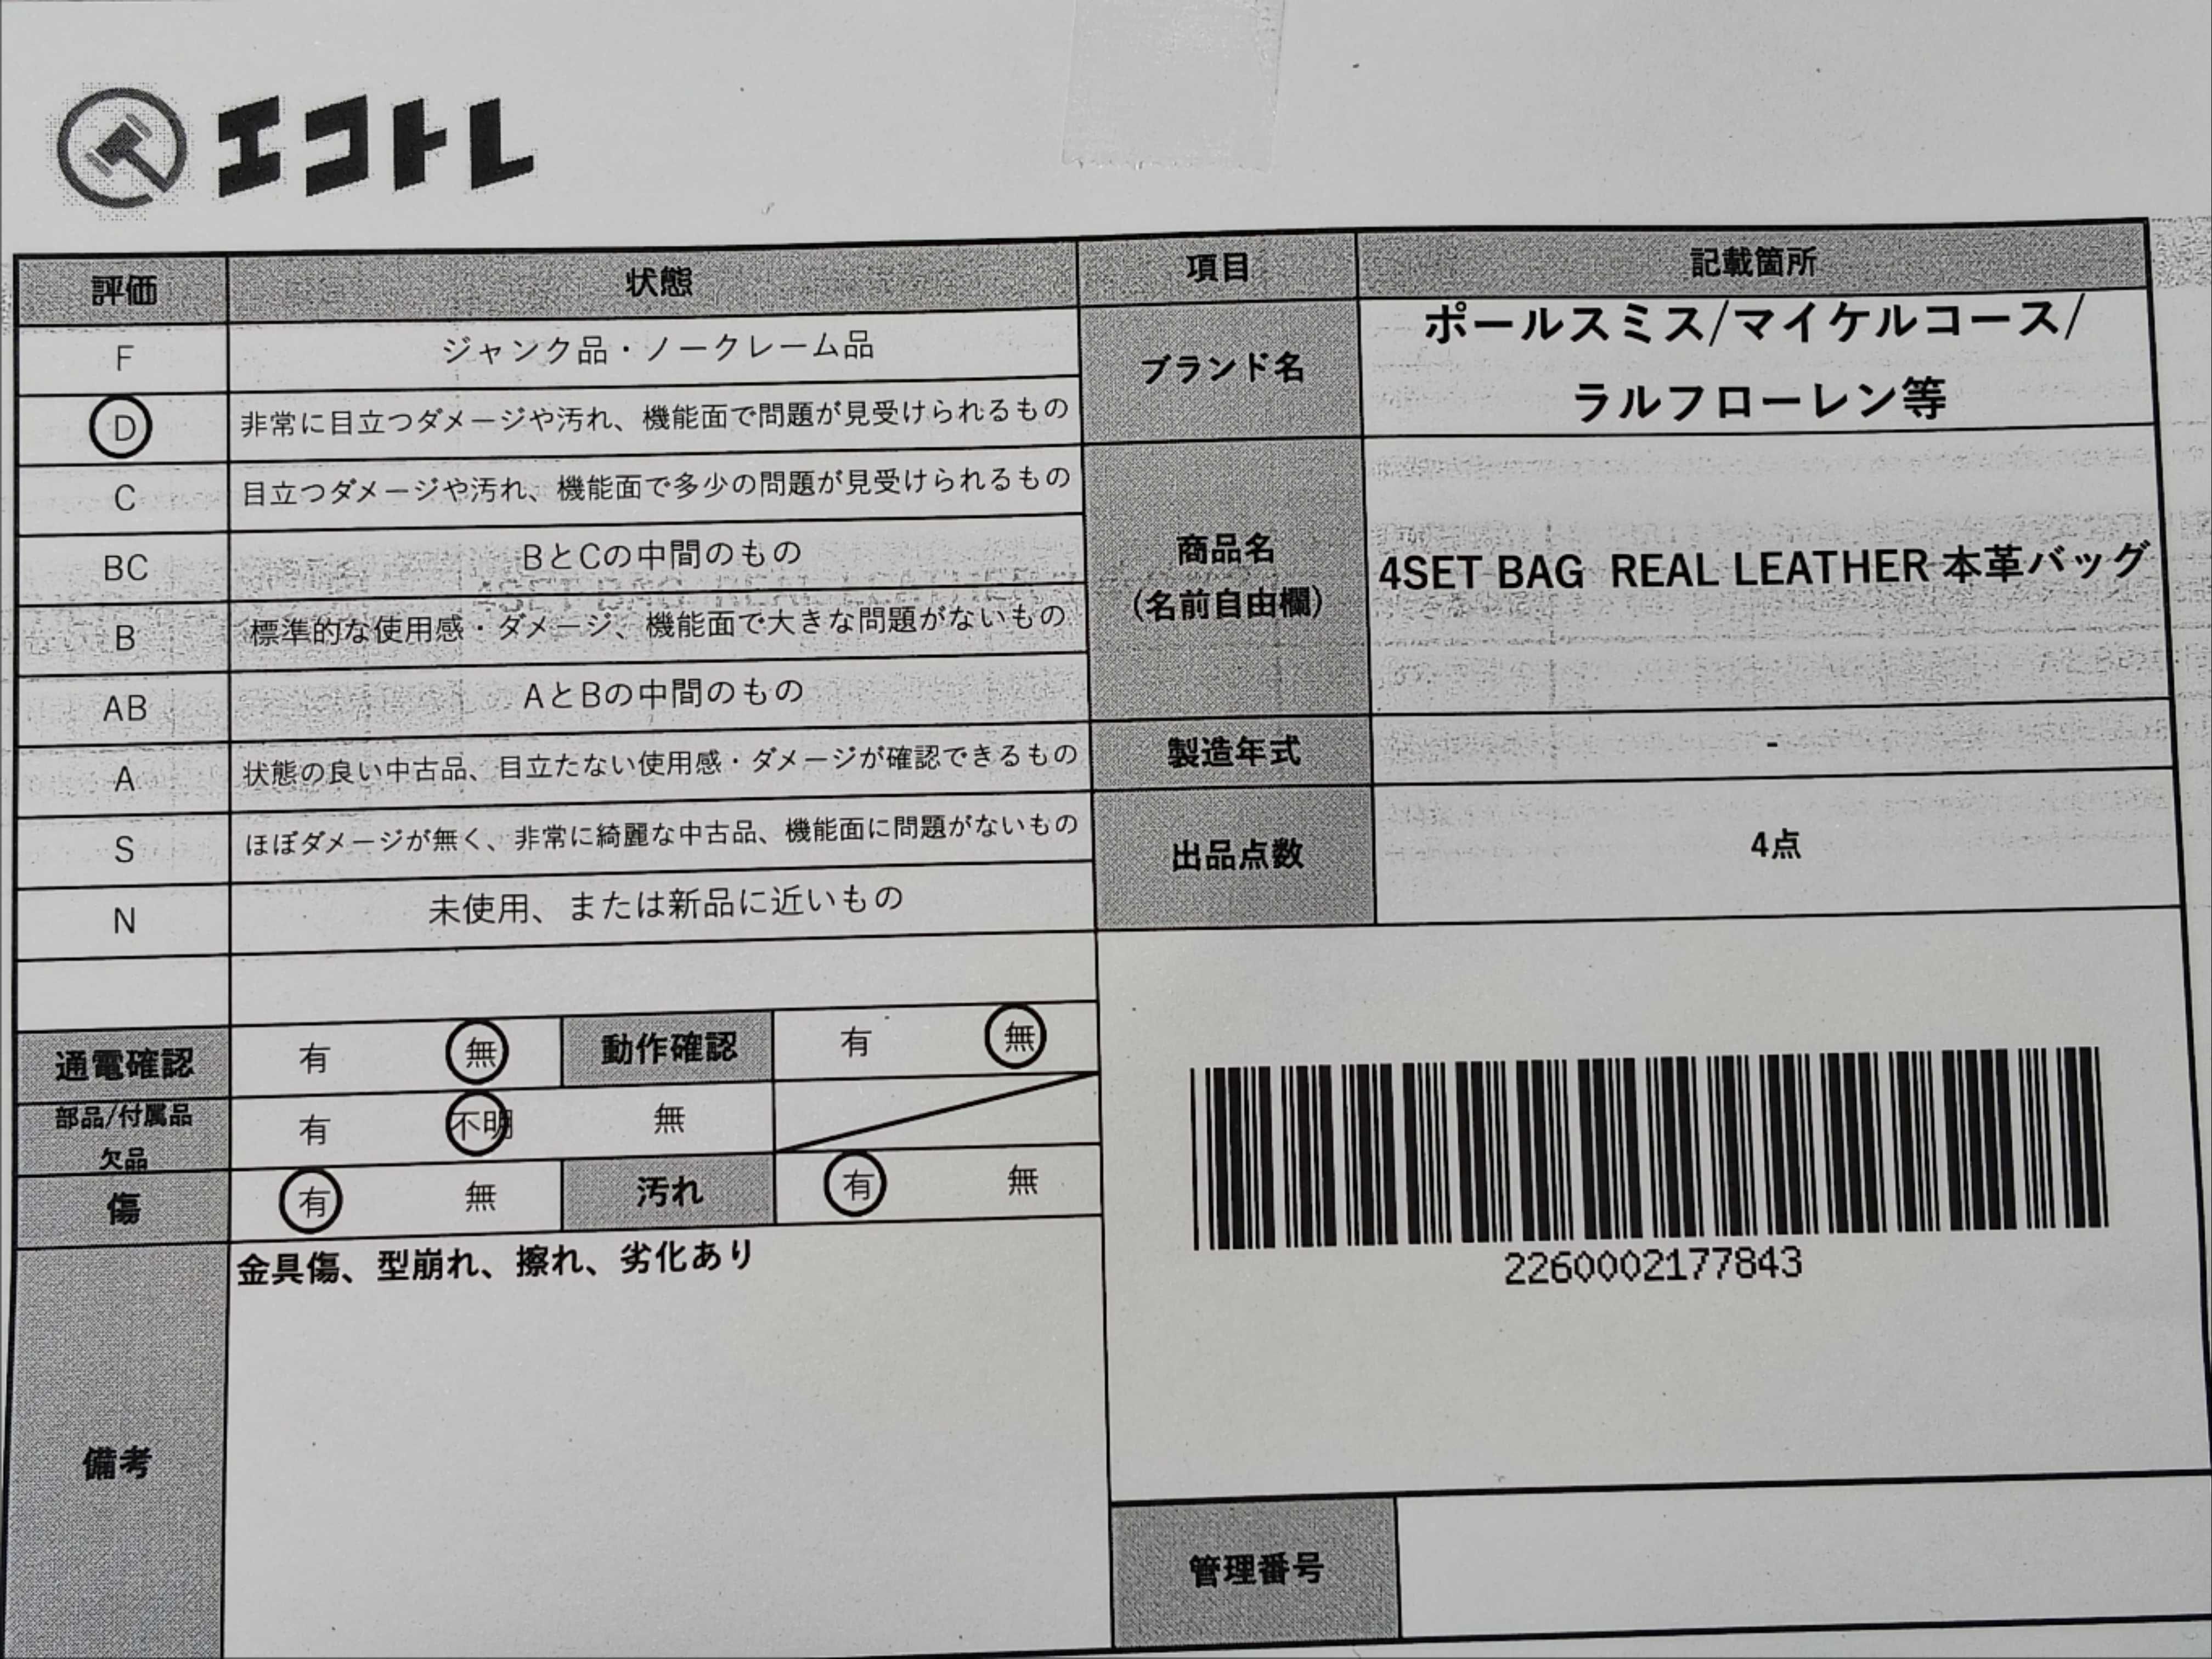 エコトレ
評価 状態 項目 記載箇所
F ジャンク品・ノークレーム品
D 非常に目立つダメージや汚れ、機能面で問題が見受けられるもの
C 目立つダメージや汚れ、機能面で多少の問題が見受けられるもの
BC BとCの中間のもの
B 標準的な使用感・ダメージ、機能面で大きな問題がないもの
AB AとBの中間のもの
A 状態の良い中古品、目立たない使用感・ダメージが確認できるもの
S ほぼダメージが無く、非常に綺麗な中古品、機能面に問題がないもの
N 未使用、または新品に近いもの
ブランド名
ポールスミス/マイケルコース/
ラルフローレン等
商品名
(名前自由欄)
4SET BAG REAL LEATHER 本革バッグ
製造年式 -
出品点数 4点
通電確認 有 無 動作確認 有 無
部品/付属品
欠品
有 不明 無
傷 有 無 汚れ 有 無
備考
金具傷、型崩れ、擦れ、劣化あり
2260002177843
管理番号